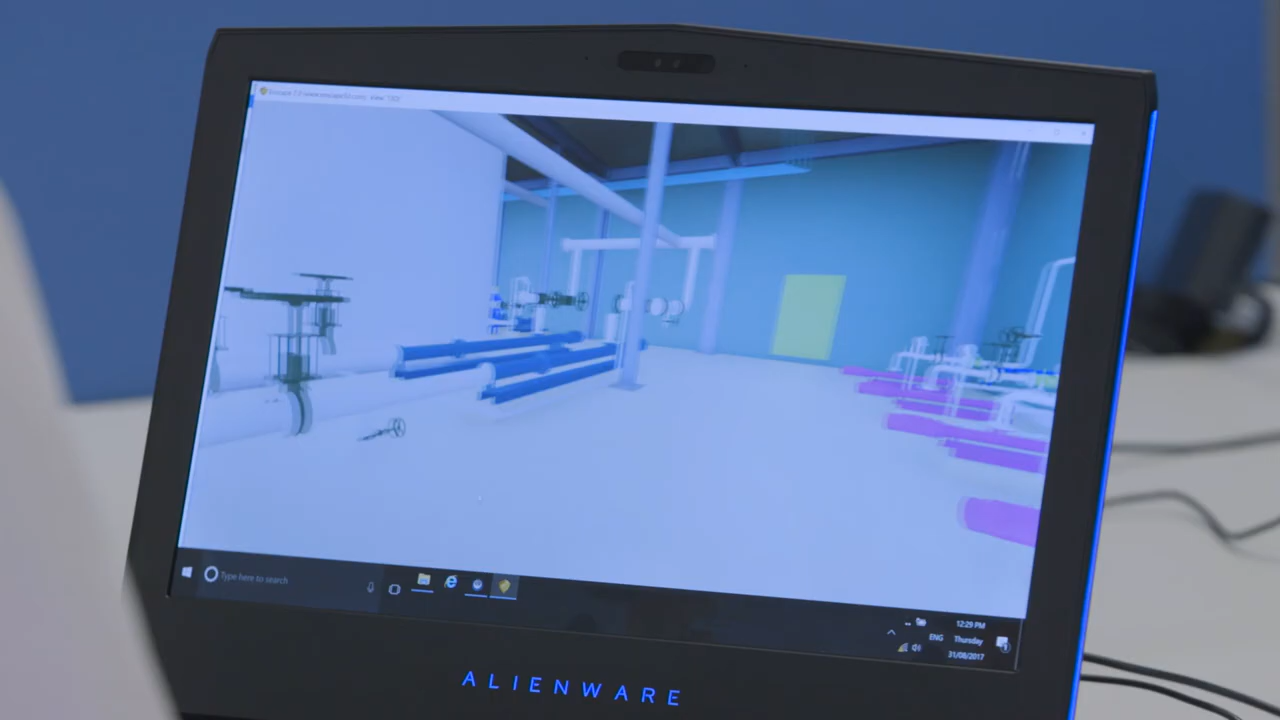 Type here to search
12:29 PM
ENG
Thursday
31/08/2017
ALIENWARE